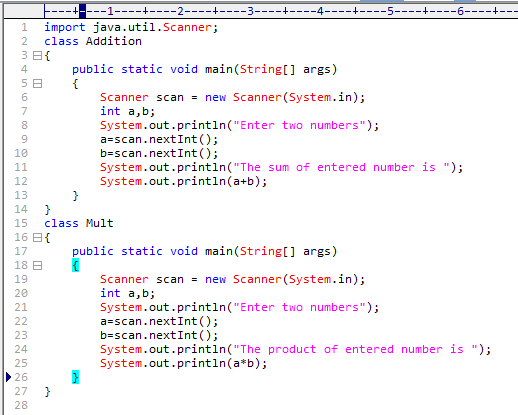 ----+----1----+----2----+----3----+----4----+----5----+----6----+---
1 import java.util.Scanner;
2 class Addition
3 {
4     public static void main(String[] args)
5     {
6         Scanner scan = new Scanner(System.in);
7         int a,b;
8         System.out.println("Enter two numbers");
9         a=scan.nextInt();
10         b=scan.nextInt();
11         System.out.println("The sum of entered number is ");
12         System.out.println(a+b);
13     }
14 }
15 class Mult
16 {
17     public static void main(String[] args)
18     {
19         Scanner scan = new Scanner(System.in);
20         int a,b;
21         System.out.println("Enter two numbers");
22         a=scan.nextInt();
23         b=scan.nextInt();
24         System.out.println("The product of entered number is ");
25         System.out.println(a*b);
26     }
27 }
28